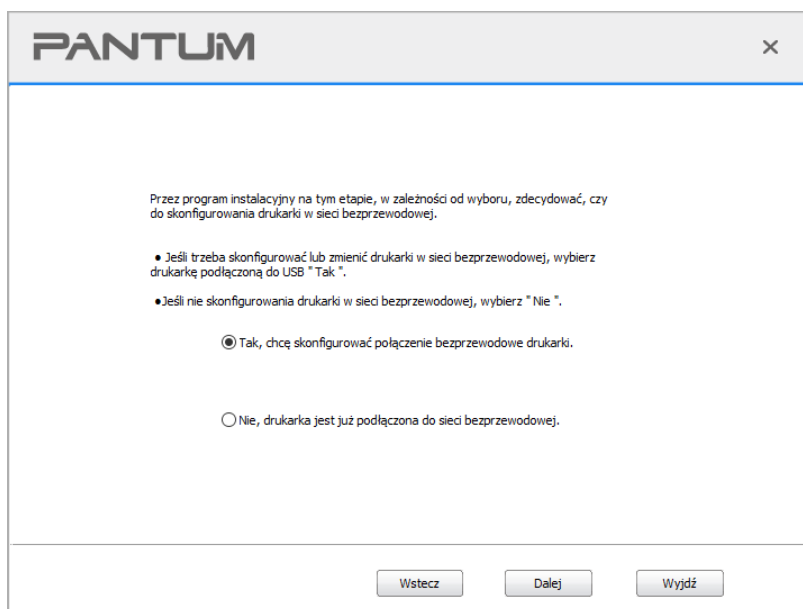 PANTUM
Przez program instalacyjny na tym etapie, w zależności od wyboru, zdecydować, czy
do skonfigurowania drukarki w sieci bezprzewodowej.
● Jeśli trzeba skonfigurować lub zmienić drukarki w sieci bezprzewodowej, wybierz
drukarkę podłączoną do USB " Tak ".
●Jeśli nie skonfigurowania drukarki w sieci bezprzewodowej, wybierz " Nie ".
Tak, chcę skonfigurować połączenie bezprzewodowe drukarki.
Nie, drukarka jest już podłączona do sieci bezprzewodowej.
Wstecz Dalej Wyjdź